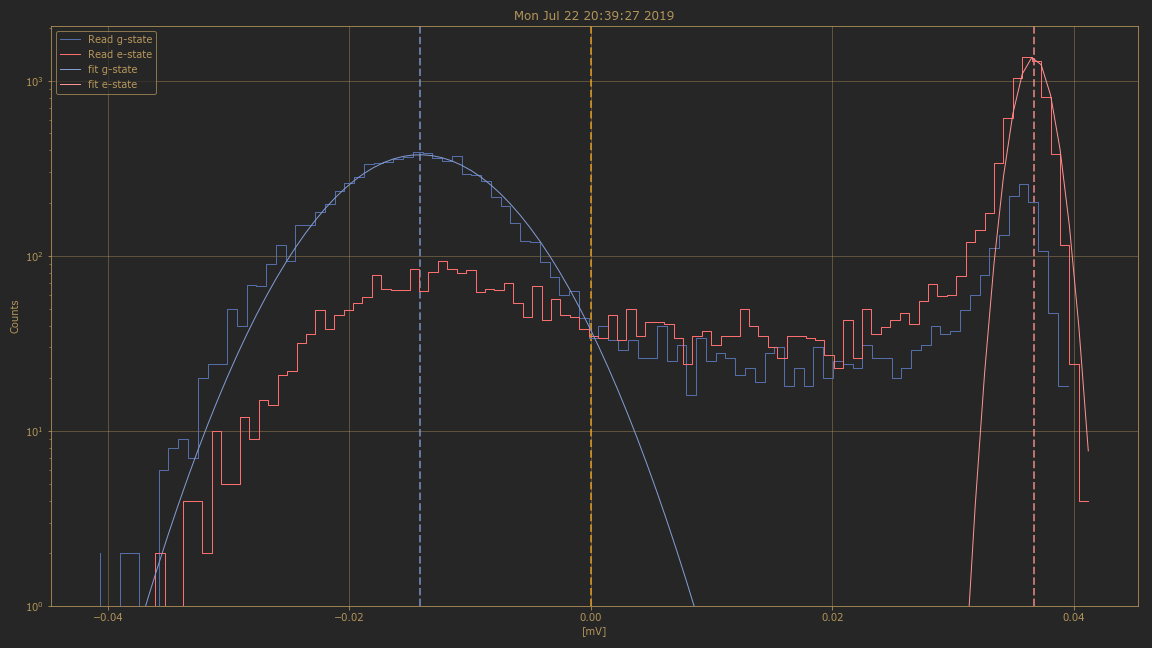 Mon Jul 22 20:39:27 2019
Read g-state
Read e-state
fit g-state
fit e-state
Counts
10³
10²
10¹
10⁰
−0.04
−0.02
0.00
0.02
0.04
[mV]